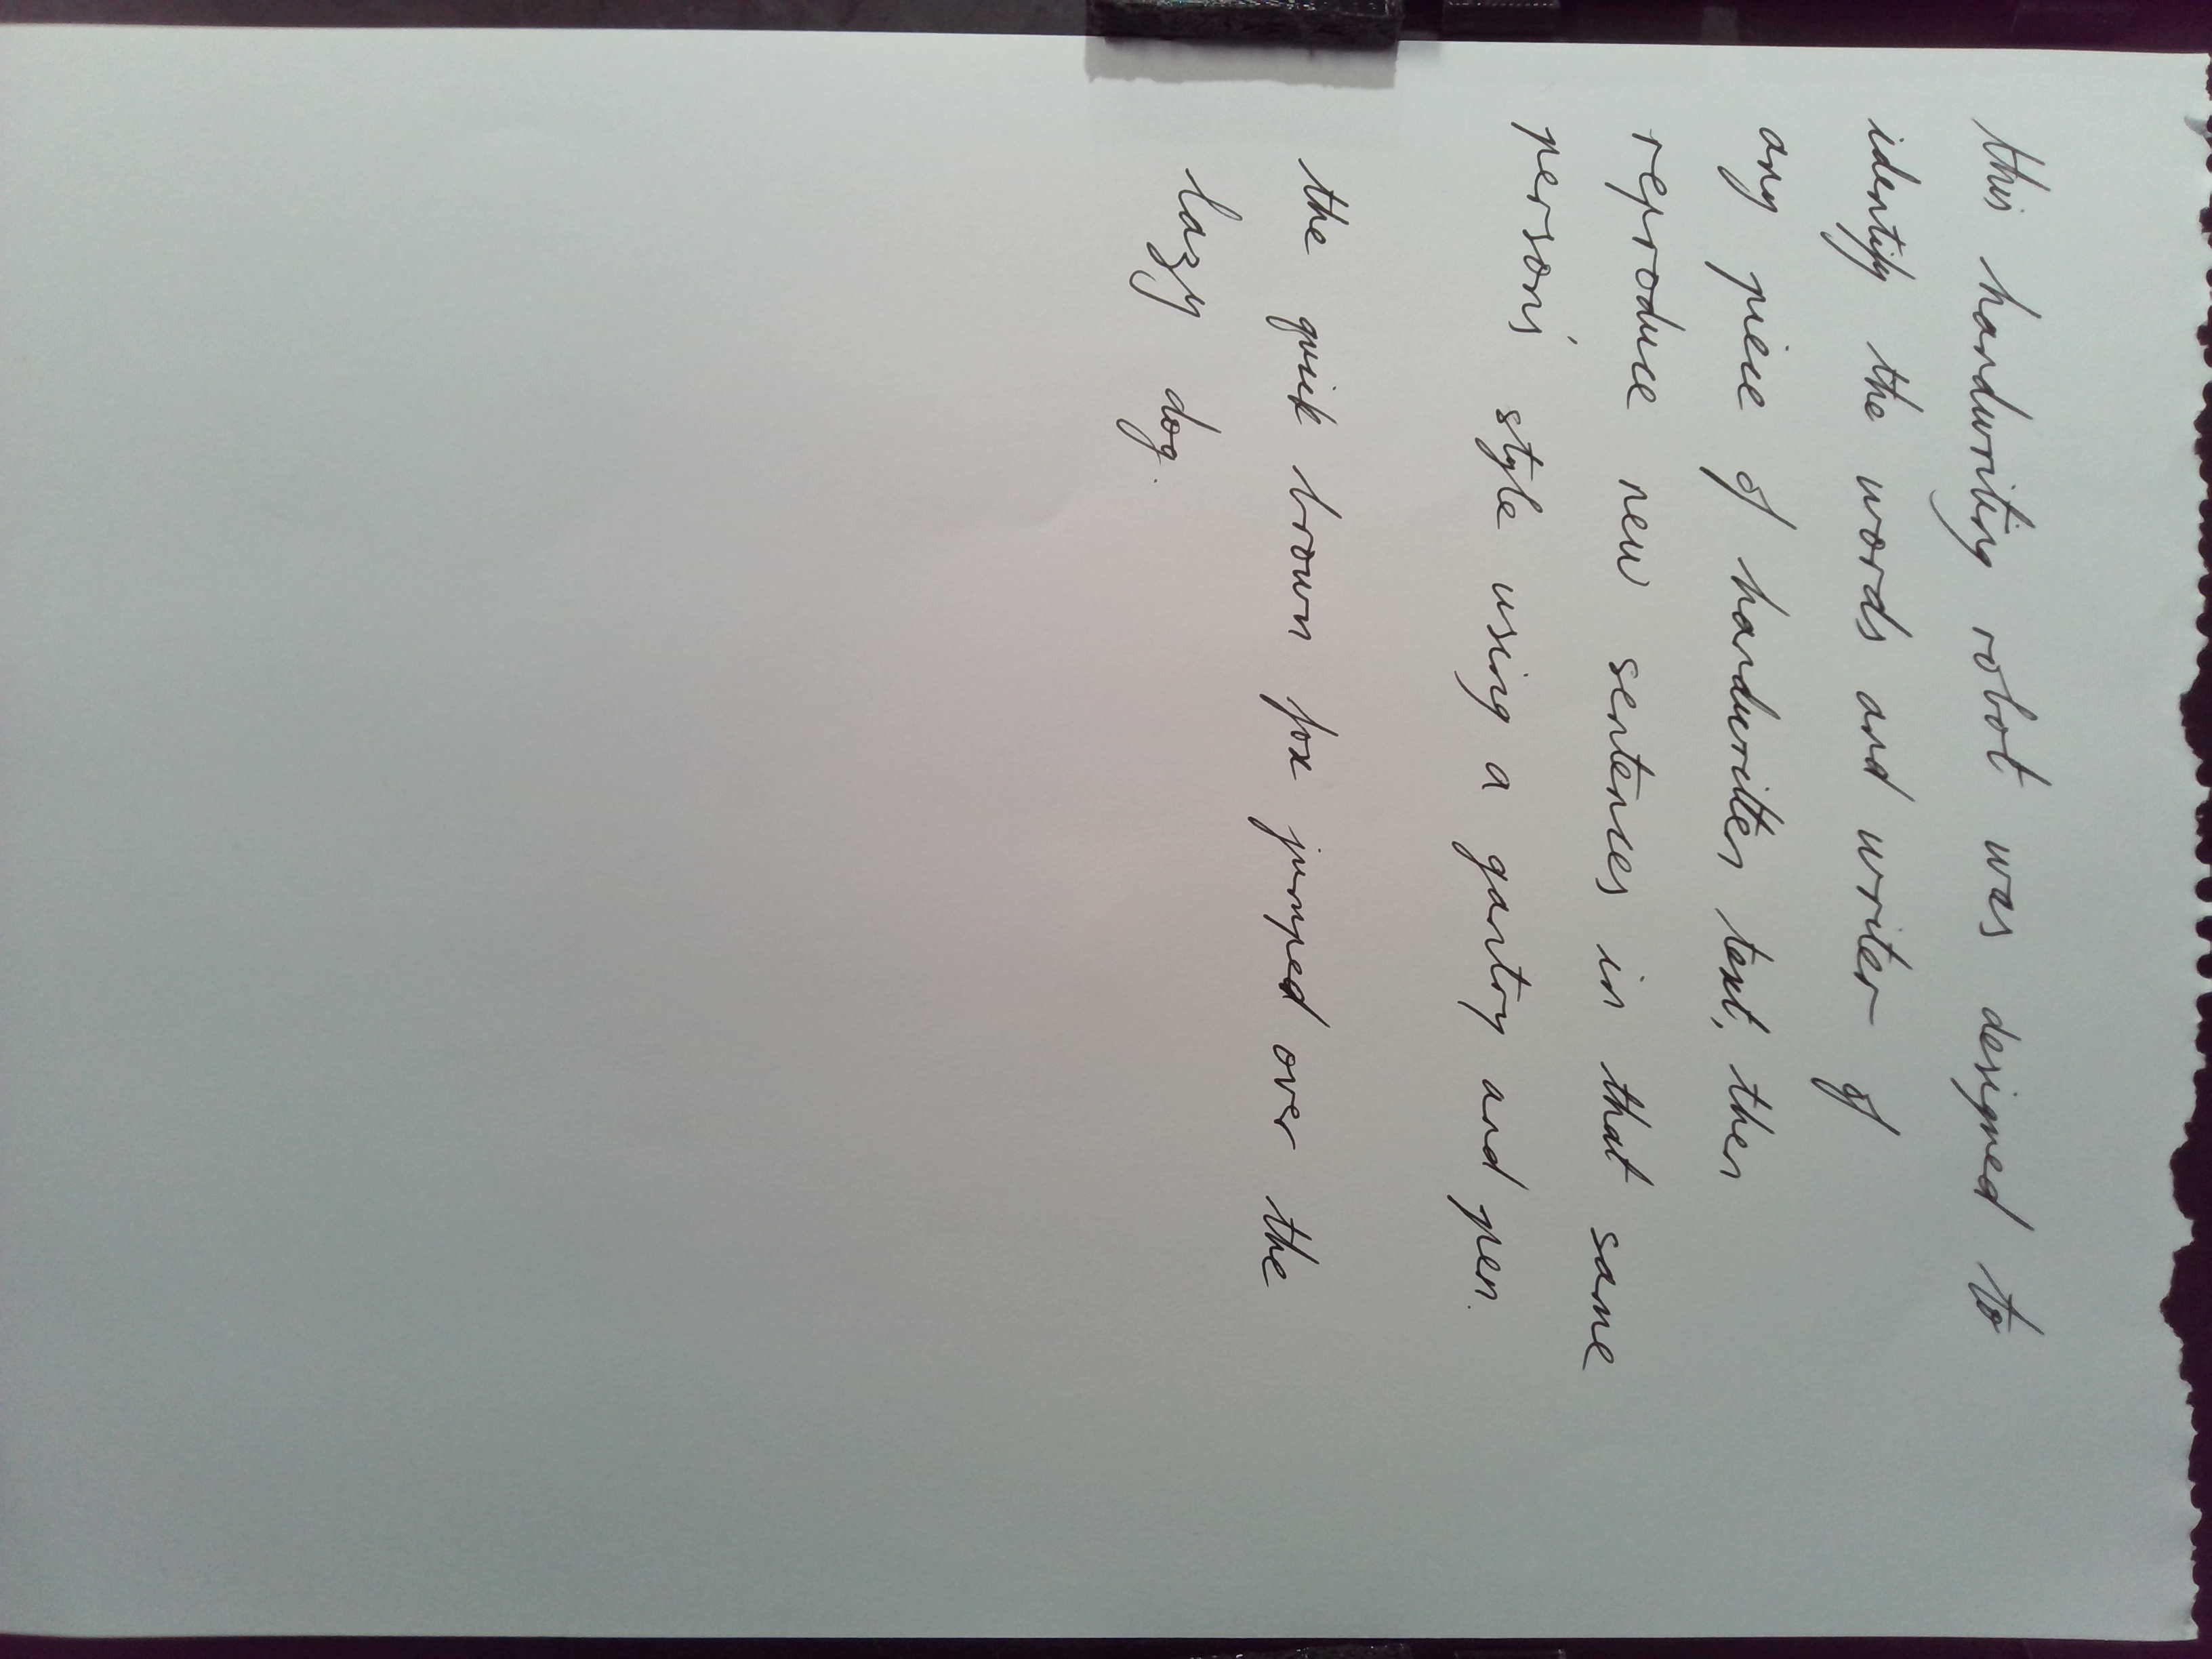 this handwriting robot was designed to
identify the words and writer of
any piece of handwritten text, then
reproduce new sentences in that same
person's style using a gantry and pen.
the quick brown fox jumped over the
lazy dog.